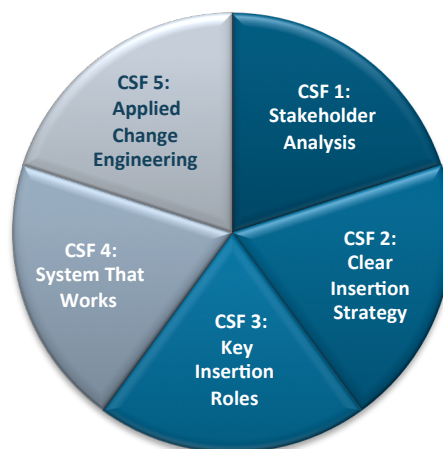 CSF 1:
Stakeholder
Analysis
CSF 2:
Clear
Insertion
Strategy
CSF 3:
Key
Insertion
Roles
CSF 4:
System That
Works
CSF 5:
Applied
Change
Engineering